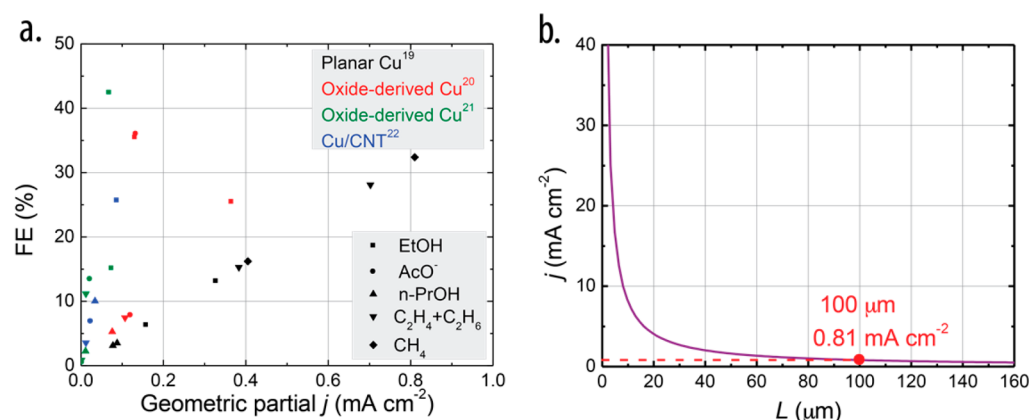 a.
50
40
30
20
10
0
FE (%)
0.0 0.2 0.4 0.6 0.8 1.0
Geometric partial j (mA cm⁻²)
Planar Cu¹⁹
Oxide-derived Cu²⁰
Oxide-derived Cu²¹
Cu/CNT²²
EtOH
AcO⁻
n-PrOH
C₂H₄+C₂H₆
CH₄
b.
40
30
20
10
0
j (mA cm⁻²)
100 μm
0.81 mA cm⁻²
0 20 40 60 80 100 120 140 160
L (μm)